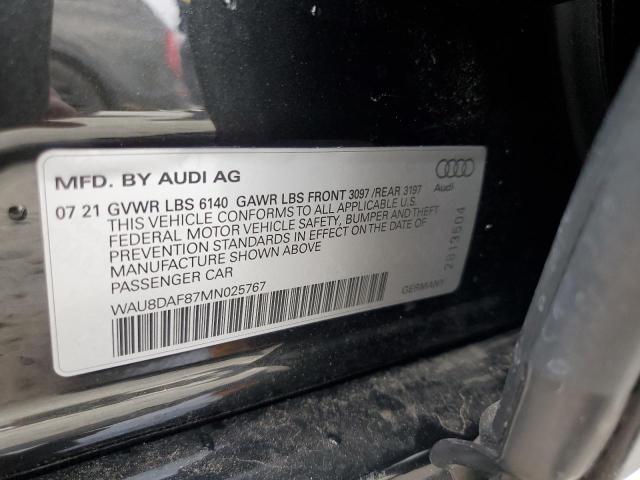 MFD. BY AUDI AG
Audi
07 21 GVWR LBS 6140 GAWR LBS FRONT 3097 /REAR 3197
THIS VEHICLE CONFORMS TO ALL APPLICABLE U.S.
FEDERAL MOTOR VEHICLE SAFETY, BUMPER AND THEFT
PREVENTION STANDARDS IN EFFECT ON THE DATE OF
MANUFACTURE SHOWN ABOVE
PASSENGER CAR
WAU8DAF87MN025767
GERMANY
2813504